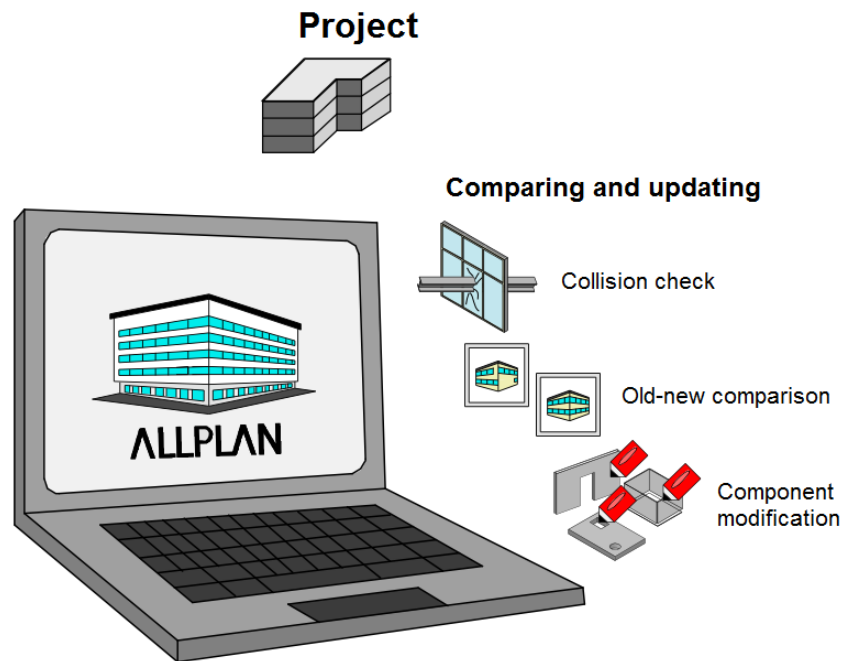 Project
Comparing and updating
Collision check
Old-new comparison
Component
modification
ALLPLAN